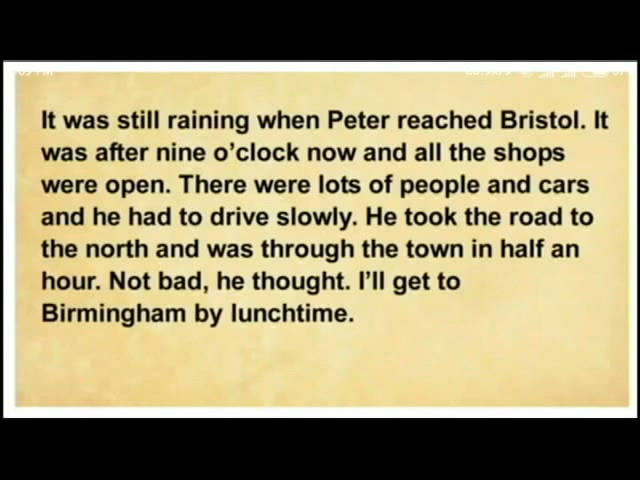 It was still raining when Peter reached Bristol. It
was after nine o’clock now and all the shops
were open. There were lots of people and cars
and he had to drive slowly. He took the road to
the north and was through the town in half an
hour. Not bad, he thought. I’ll get to
Birmingham by lunchtime.